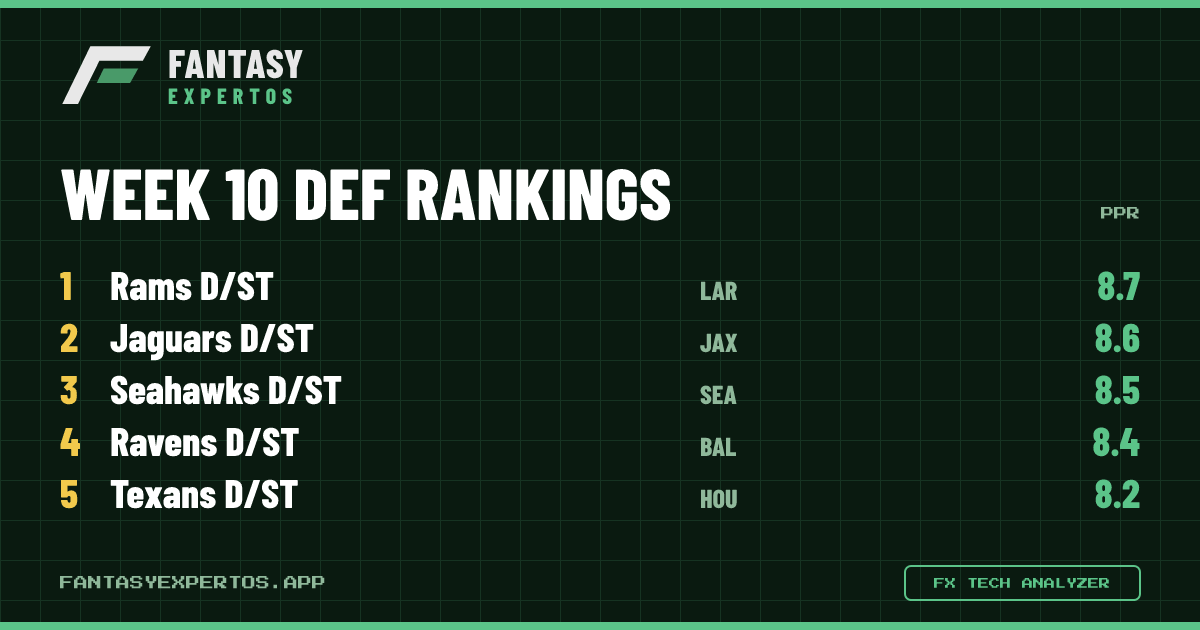 FANTASY
EXPERTOS
WEEK 10 DEF RANKINGS
PPR
1 Rams D/ST LAR 8.7
2 Jaguars D/ST JAX 8.6
3 Seahawks D/ST SEA 8.5
4 Ravens D/ST BAL 8.4
5 Texans D/ST HOU 8.2
FANTASYEXPERTOS.APP
FX TECH ANALYZER